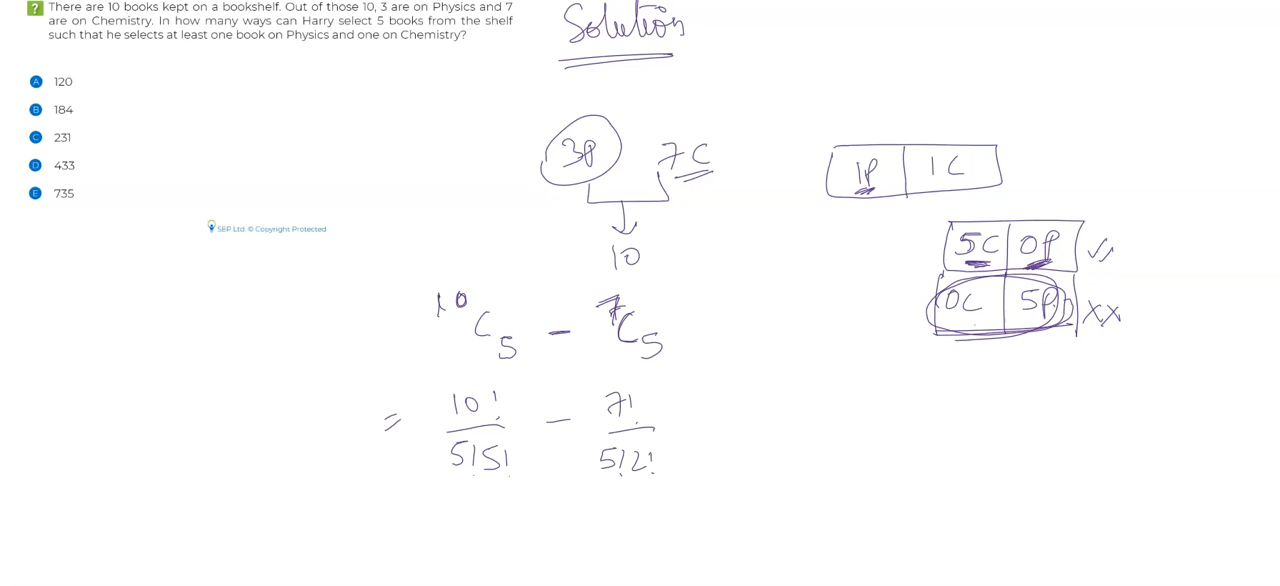 ? There are 10 books kept on a bookshelf. Out of those 10, 3 are on Physics and 7
are on Chemistry. In how many ways can Harry select 5 books from the shelf
such that he selects at least one book on Physics and one on Chemistry?
A 120
B 184
C 231
D 433
E 735
SEP Ltd. © Copyright Protected
Solution
3P 7C
10
1P 1C
5C 0P ✓
0C 5P XX
10C5 - 7C5
= 10!/5!5! - 7!/5!2!